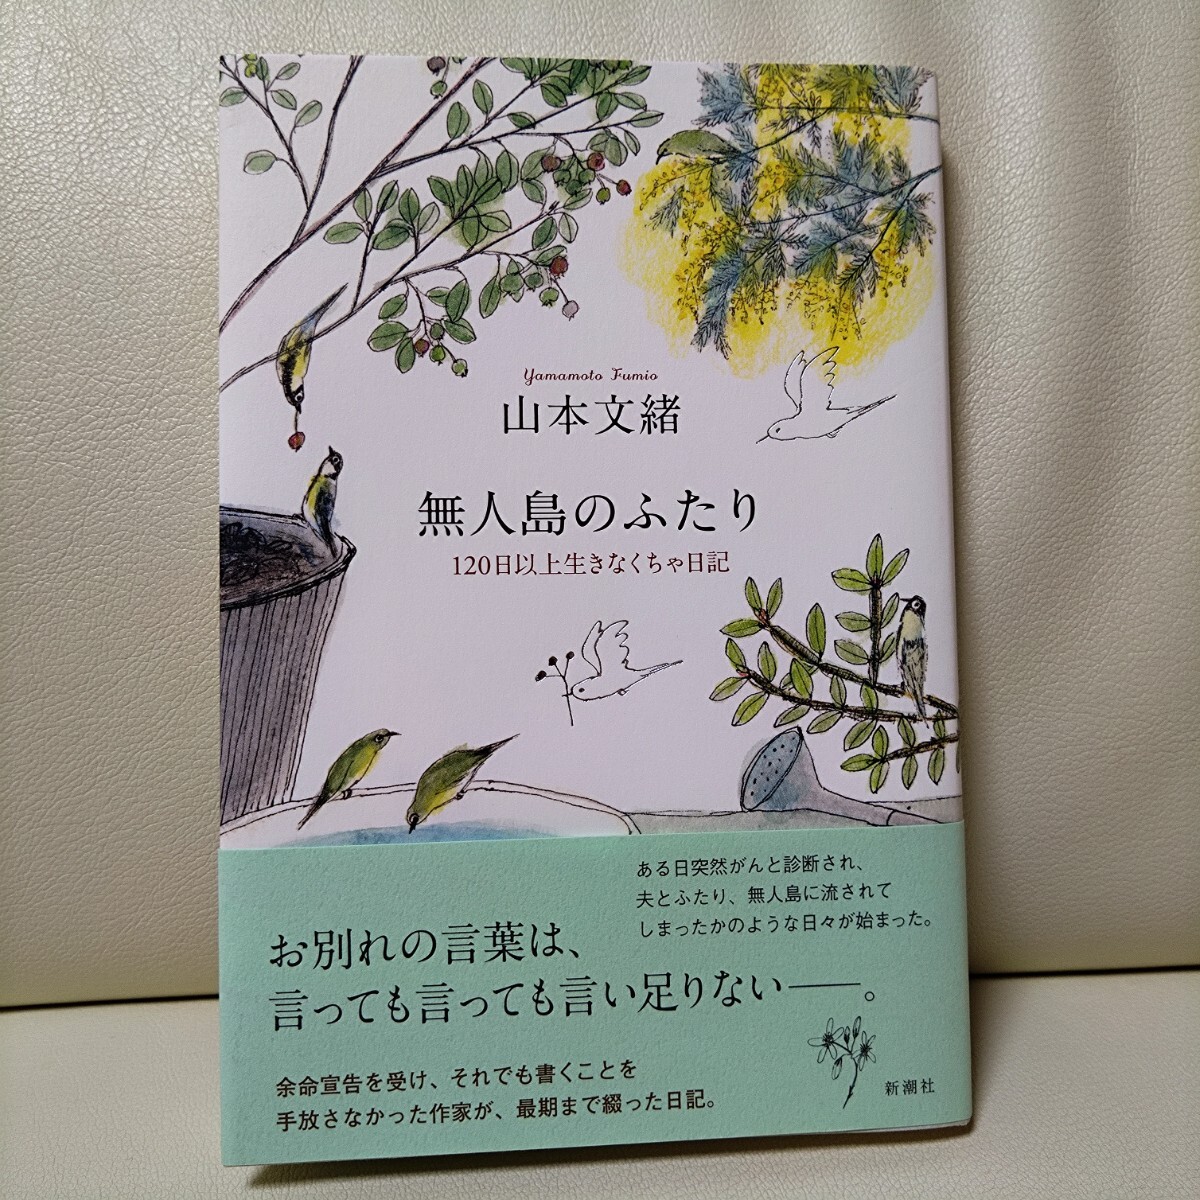 Yamamoto Fumio
山本文緒
無人島のふたり
120日以上生きなくちゃ日記
ある日突然がんと診断され、
夫とふたり、無人島に流されて
しまったかのような日々が始まった。
お別れの言葉は、
言っても言っても言い足りない——。
余命宣告を受け、それでも書くことを
手放さなかった作家が、最期まで綴った日記。
新潮社